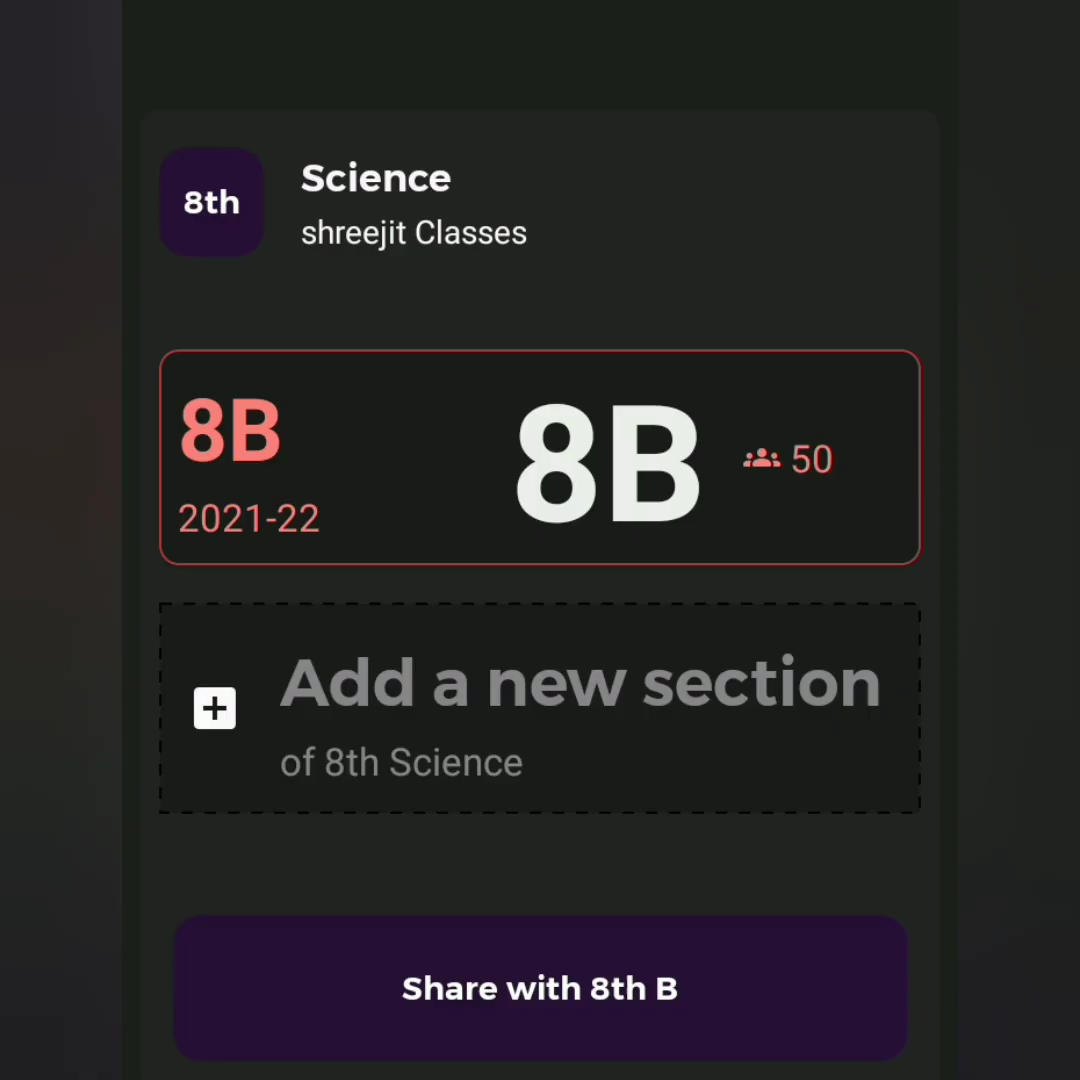 8th
Science
shreejit Classes
8B
2021-22
8B
50
Add a new section
of 8th Science
Share with 8th B